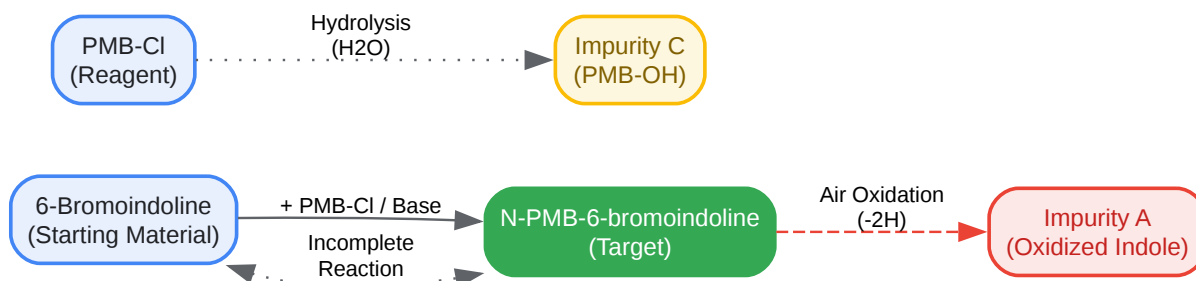 Hydrolysis
(H2O)
PMB-Cl
(Reagent)
Impurity C
(PMB-OH)
6-Bromoindoline
(Starting Material)
+ PMB-Cl / Base
Incomplete
Reaction
N-PMB-6-bromoindoline
(Target)
Air Oxidation
(-2H)
Impurity A
(Oxidized Indole)